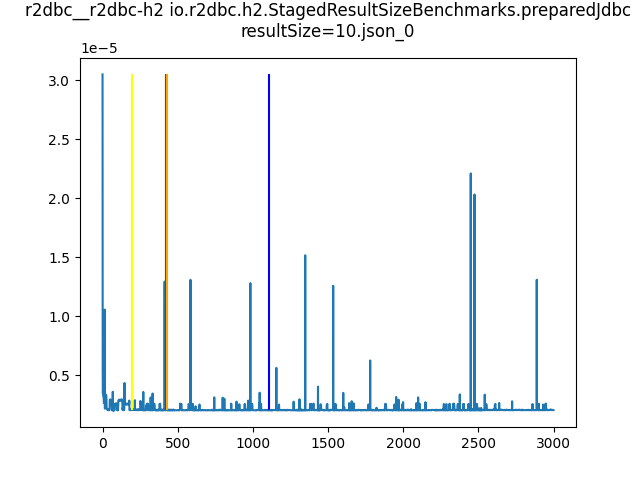 r2dbc__r2dbc-h2 io.r2dbc.h2.StagedResultSizeBenchmarks.preparedJdbc
resultSize=10.json_0
1e−5
3.0
2.5
2.0
1.5
1.0
0.5
0 500 1000 1500 2000 2500 3000